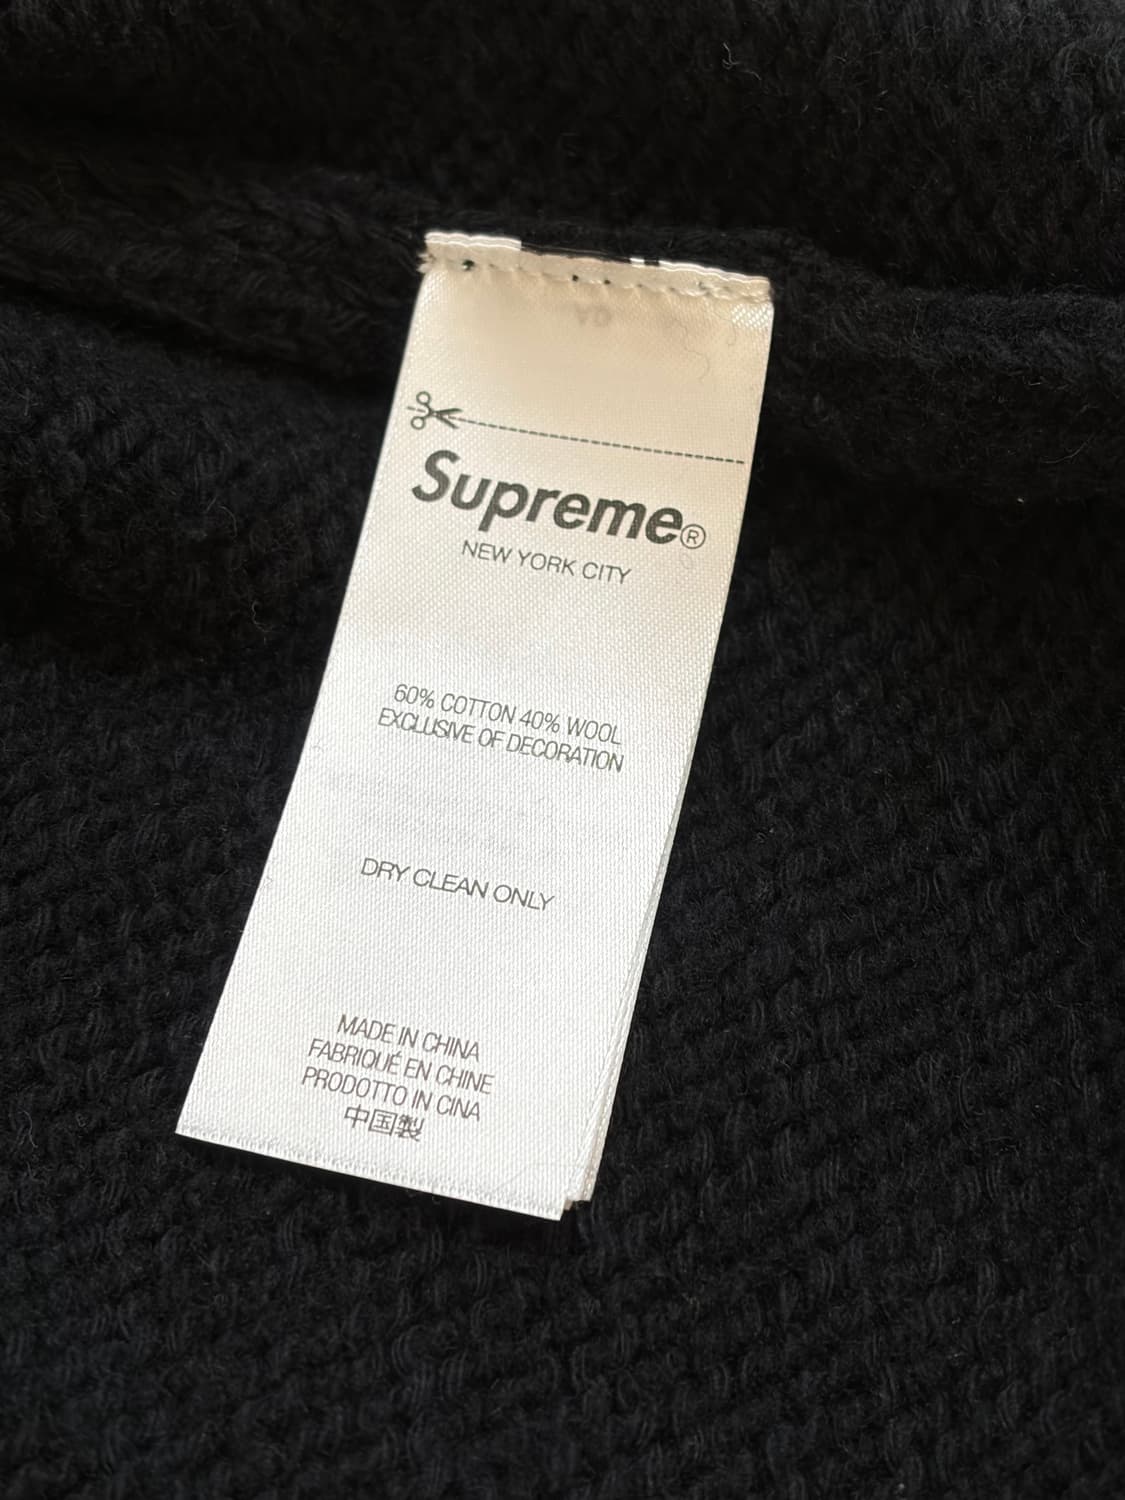 Supreme®
NEW YORK CITY
60% COTTON 40% WOOL
EXCLUSIVE OF DECORATION
DRY CLEAN ONLY
MADE IN CHINA
FABRIQUÉ EN CHINE
PRODOTTO IN CINA
中国製